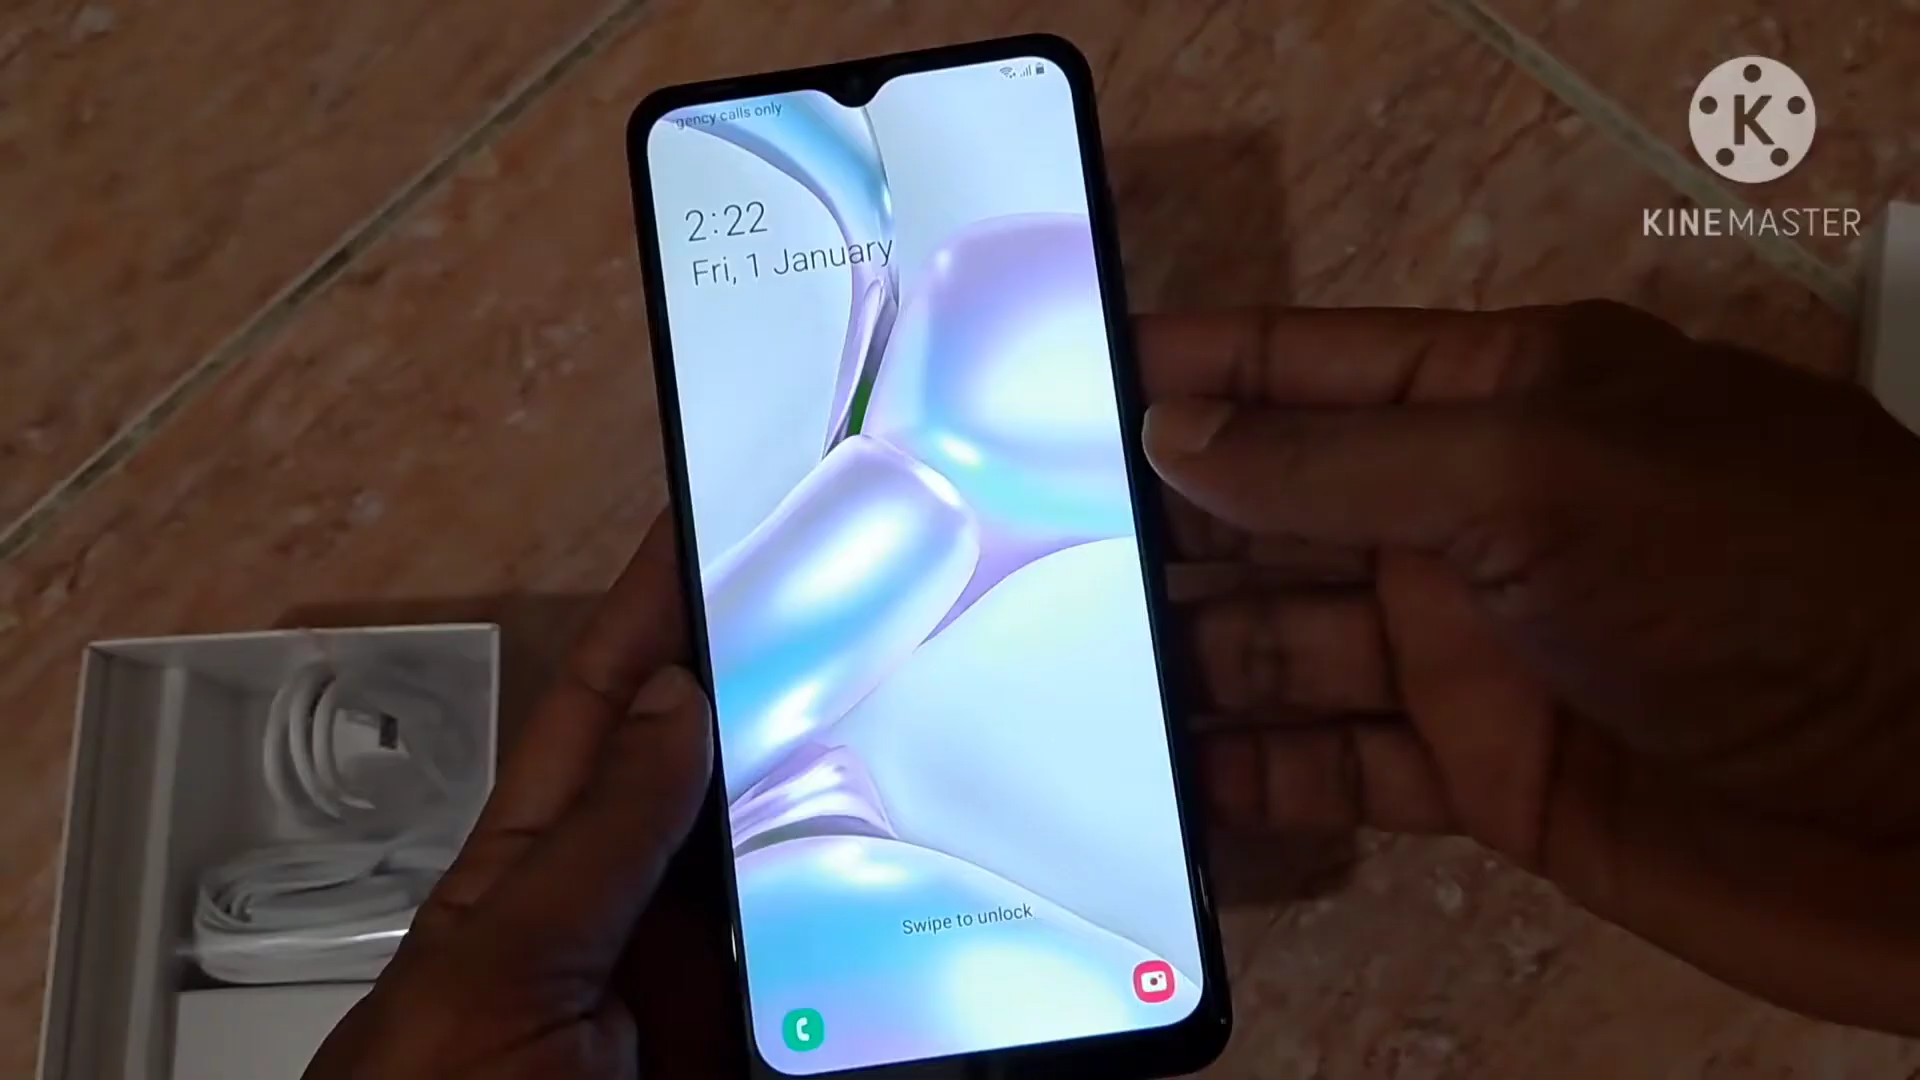 gency calls only
2:22
Fri, 1 January
Swipe to unlock
K
KINEMASTER